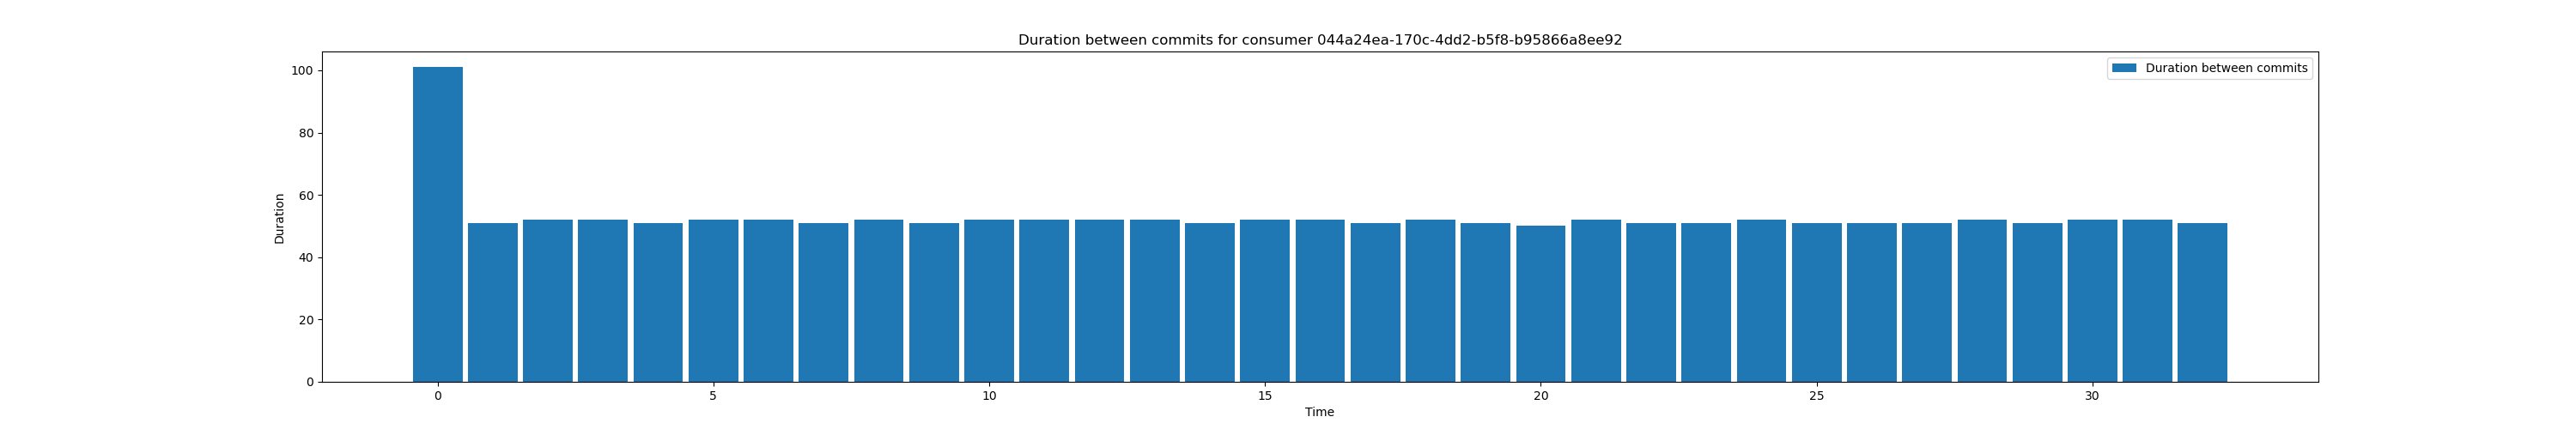 Duration between commits for consumer 044a24ea-170c-4dd2-b5f8-b95866a8ee92
Duration between commits
100
80
60
40
20
0
Duration
0 5 10 15 20 25 30
Time